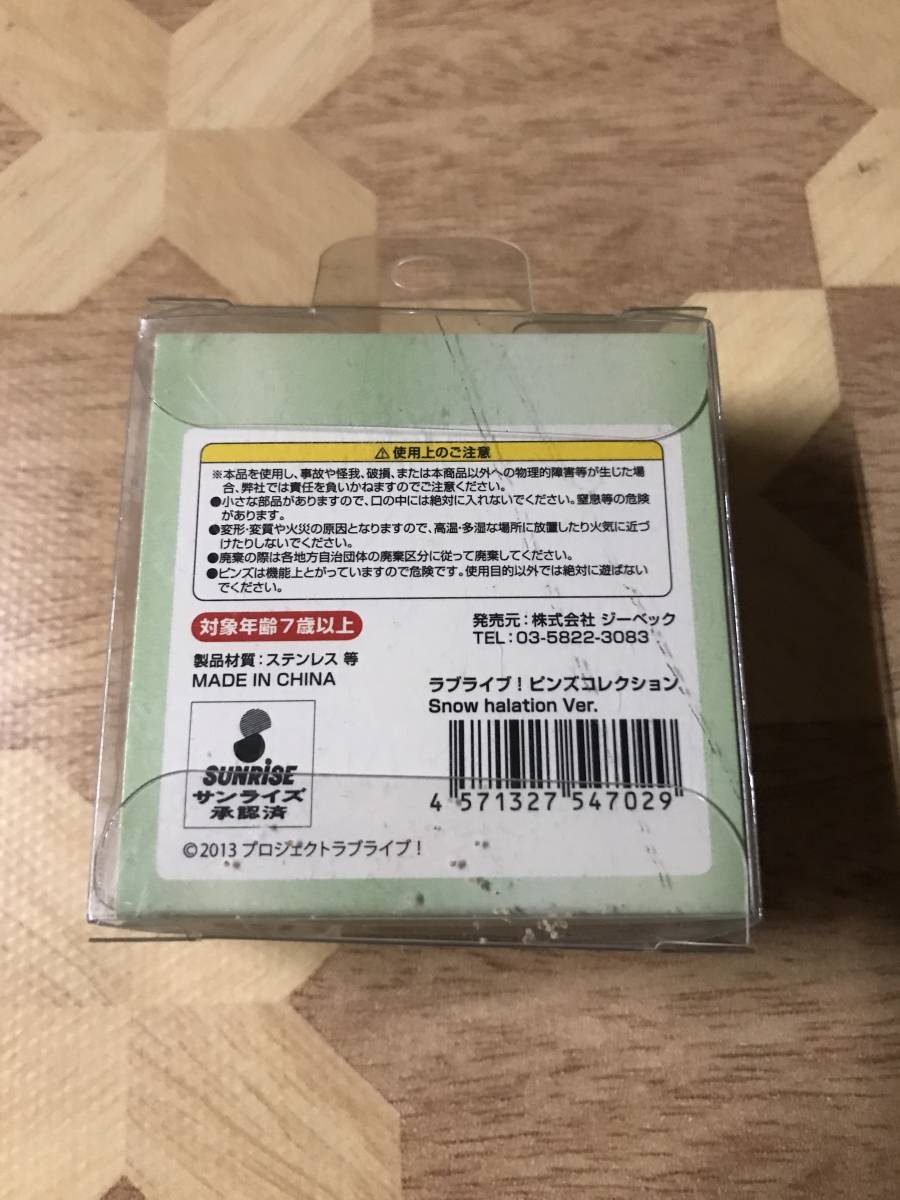 ⚠使用上のご注意
※本品を使用し、事故や怪我、破損、または本商品以外への物理的障害等が生じた場
合、弊社では責任を負いかねますのでご注意ください。
●小さな部品がありますので、口の中には絶対に入れないでください。窒息等の危険
があります。
●変形・変質や火災の原因となりますので、高温・多湿な場所に放置したり火気に近づ
けたりしないでください。
●廃棄の際は各地方自治団体の廃棄区分に従って廃棄してください。
●ピンズは機能上とがっていますので危険です。使用目的以外では絶対に遊ばない
でください。
対象年齢7歳以上
発売元：株式会社 ジーベック
TEL：03-5822-3083
製品材質：ステンレス 等
MADE IN CHINA
ラブライブ！ピンズコレクション
Snow halation Ver.
SUNRISE
サンライズ
承認済
4 571327 547029
©2013 プロジェクトラブライブ！